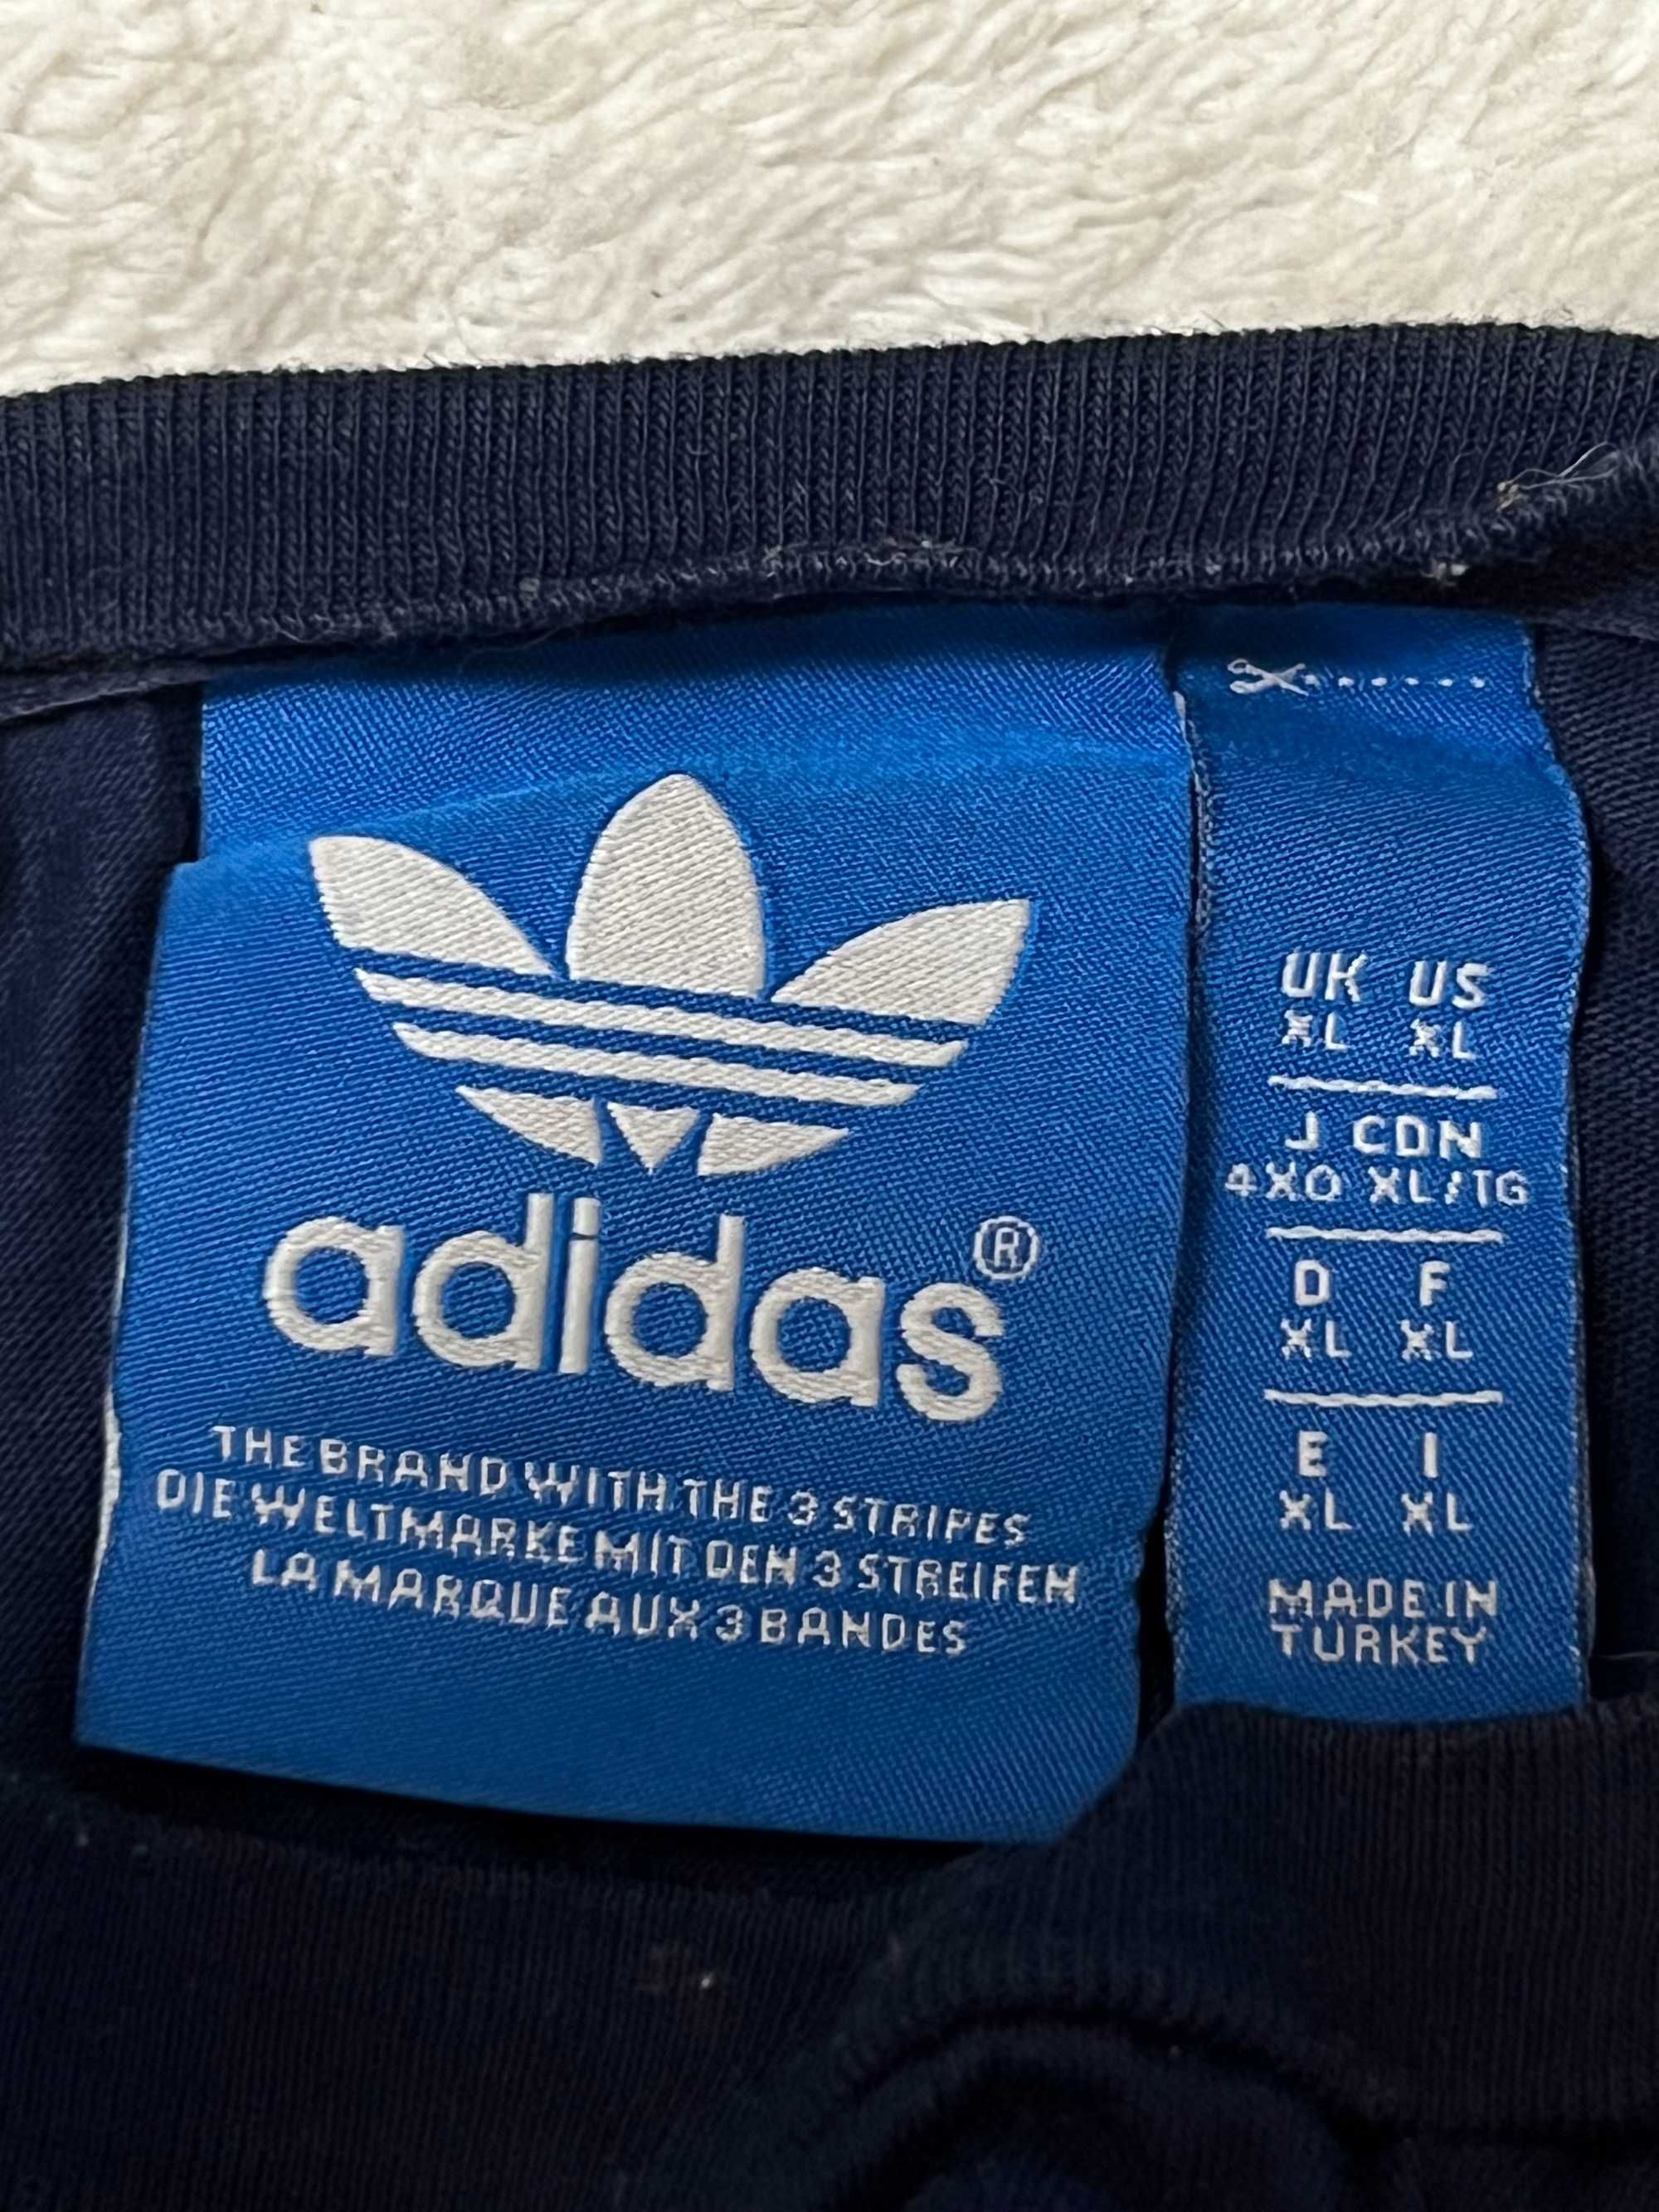 adidas®
THE BRAND WITH THE 3 STRIPES
DIE WELTMARKE MIT DEN 3 STREIFEN
LA MARQUE AUX 3 BANDES
UK US
XL XL
J CDN
4XO XL/TG
D F
XL XL
E I
XL XL
MADE IN
TURKEY